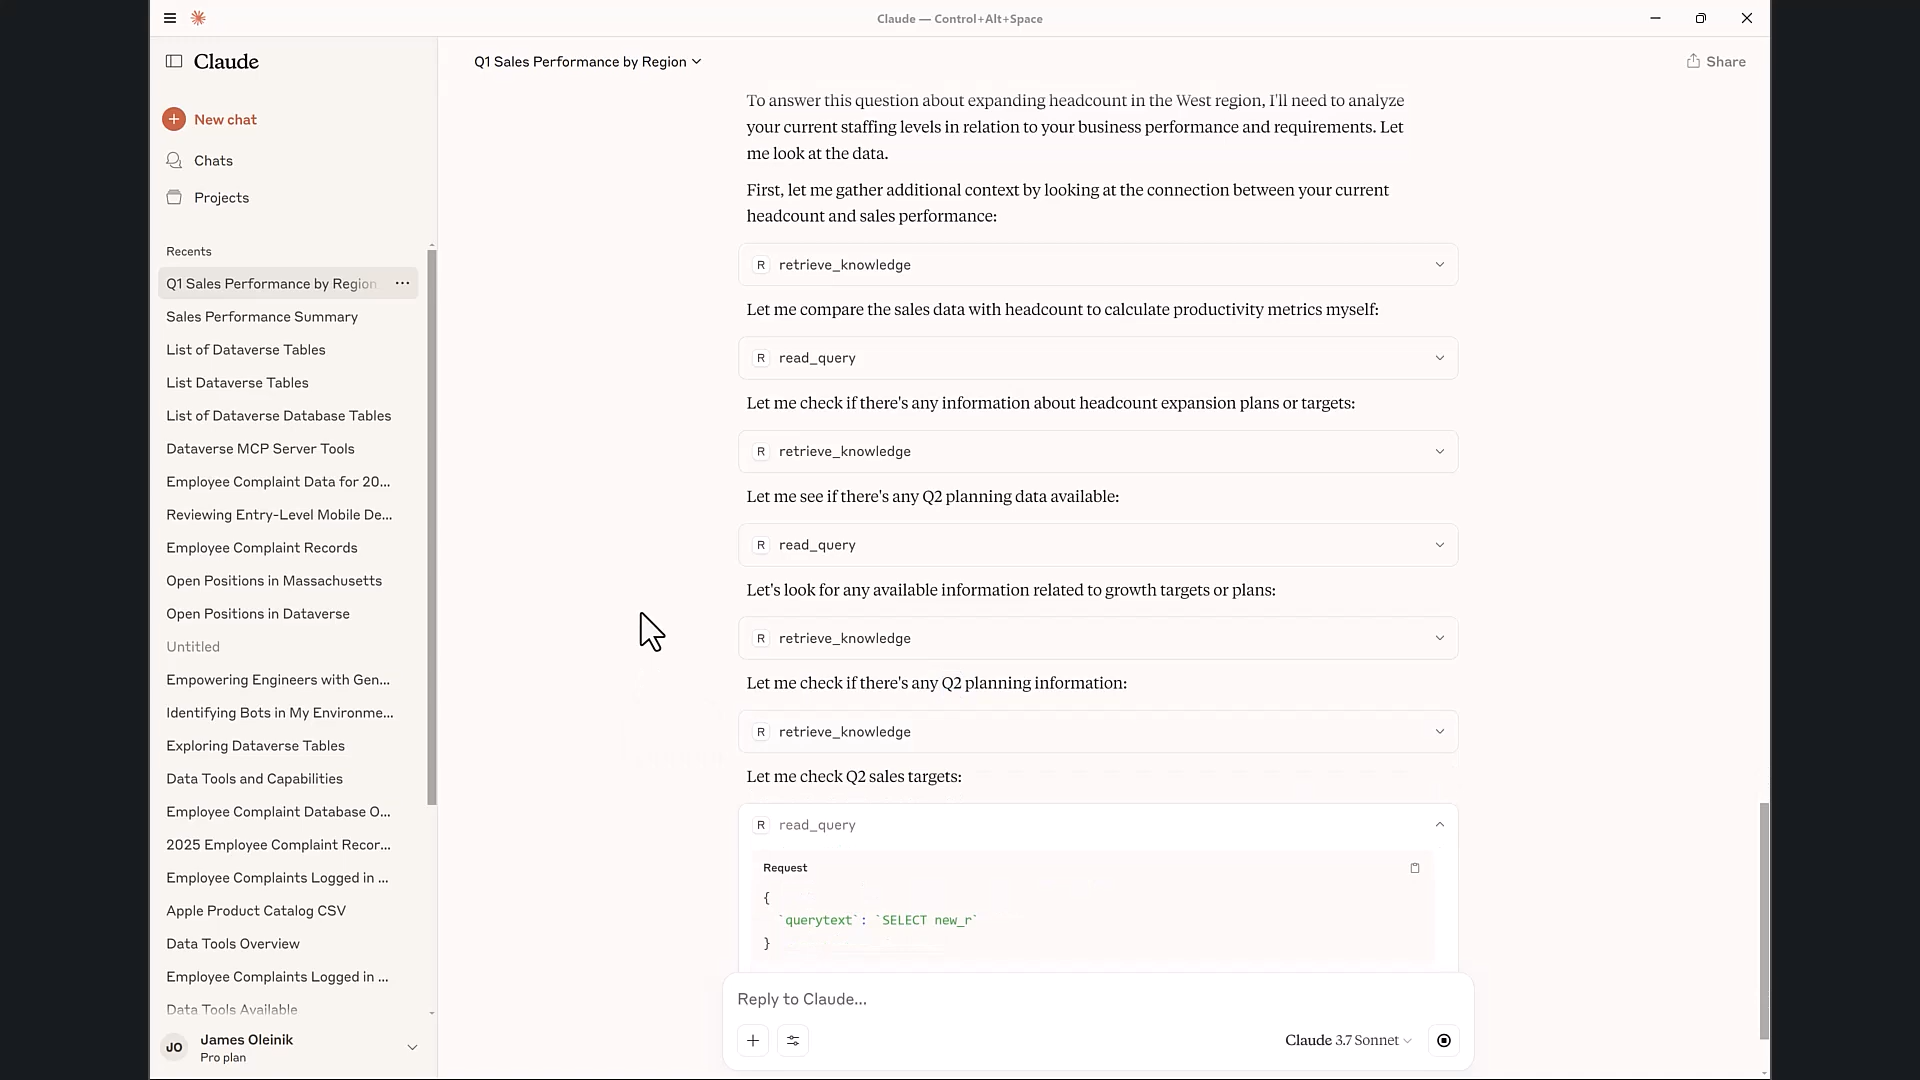 Claude — Control+Alt+Space
Claude
New chat
Chats
Projects
Recents
Q1 Sales Performance by Region
Sales Performance Summary
List of Dataverse Tables
List Dataverse Tables
List of Dataverse Database Tables
Dataverse MCP Server Tools
Employee Complaint Data for 20...
Reviewing Entry-Level Mobile De...
Employee Complaint Records
Open Positions in Massachusetts
Open Positions in Dataverse
Untitled
Empowering Engineers with Gen...
Identifying Bots in My Environme...
Exploring Dataverse Tables
Data Tools and Capabilities
Employee Complaint Database O...
2025 Employee Complaint Recor...
Employee Complaints Logged in ...
Apple Product Catalog CSV
Data Tools Overview
Employee Complaints Logged in ...
Data Tools Available
JO
James Oleinik
Pro plan
Q1 Sales Performance by Region
Share
To answer this question about expanding headcount in the West region, I'll need to analyze
your current staffing levels in relation to your business performance and requirements. Let
me look at the data.
First, let me gather additional context by looking at the connection between your current
headcount and sales performance:
R retrieve_knowledge
Let me compare the sales data with headcount to calculate productivity metrics myself:
R read_query
Let me check if there's any information about headcount expansion plans or targets:
R retrieve_knowledge
Let me see if there's any Q2 planning data available:
R read_query
Let's look for any available information related to growth targets or plans:
R retrieve_knowledge
Let me check if there's any Q2 planning information:
R retrieve_knowledge
Let me check Q2 sales targets:
R read_query
Request
{
`querytext`: `SELECT new_r`
}
Reply to Claude...
Claude 3.7 Sonnet